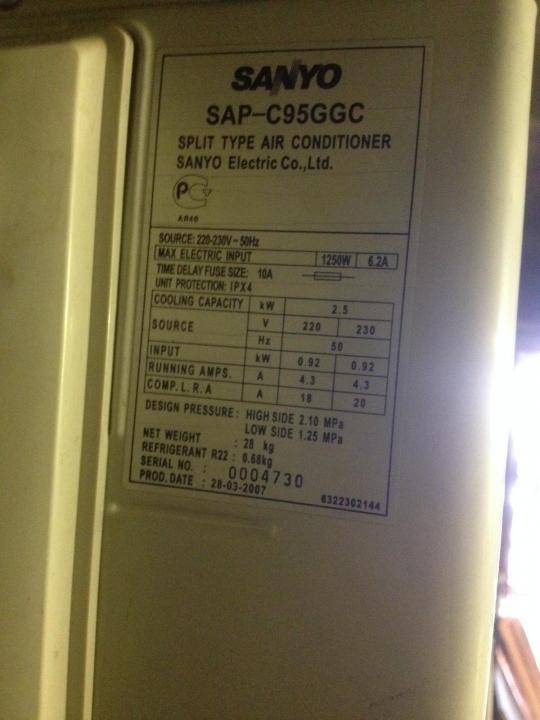 SANYO
SAP-C95GGC
SPLIT TYPE AIR CONDITIONER
SANYO Electric Co.,Ltd.
PC
AЯ46
SOURCE: 220-230V~50Hz
MAX ELECTRIC INPUT 1250W 6.2A
TIME DELAY FUSE SIZE: 10A
UNIT PROTECTION: IPX4
COOLING CAPACITY kW 2.5
SOURCE V 220 230
Hz 50
INPUT kW 0.92 0.92
RUNNING AMPS. A 4.3 4.3
COMP.L.R.A A 18 20
DESIGN PRESSURE: HIGH SIDE 2.10 MPa
LOW SIDE 1.25 MPa
NET WEIGHT : 28 kg
REFRIGERANT R22 : 0.68kg
SERIAL NO. : 0004730
PROD.DATE : 28-03-2007
6322302144